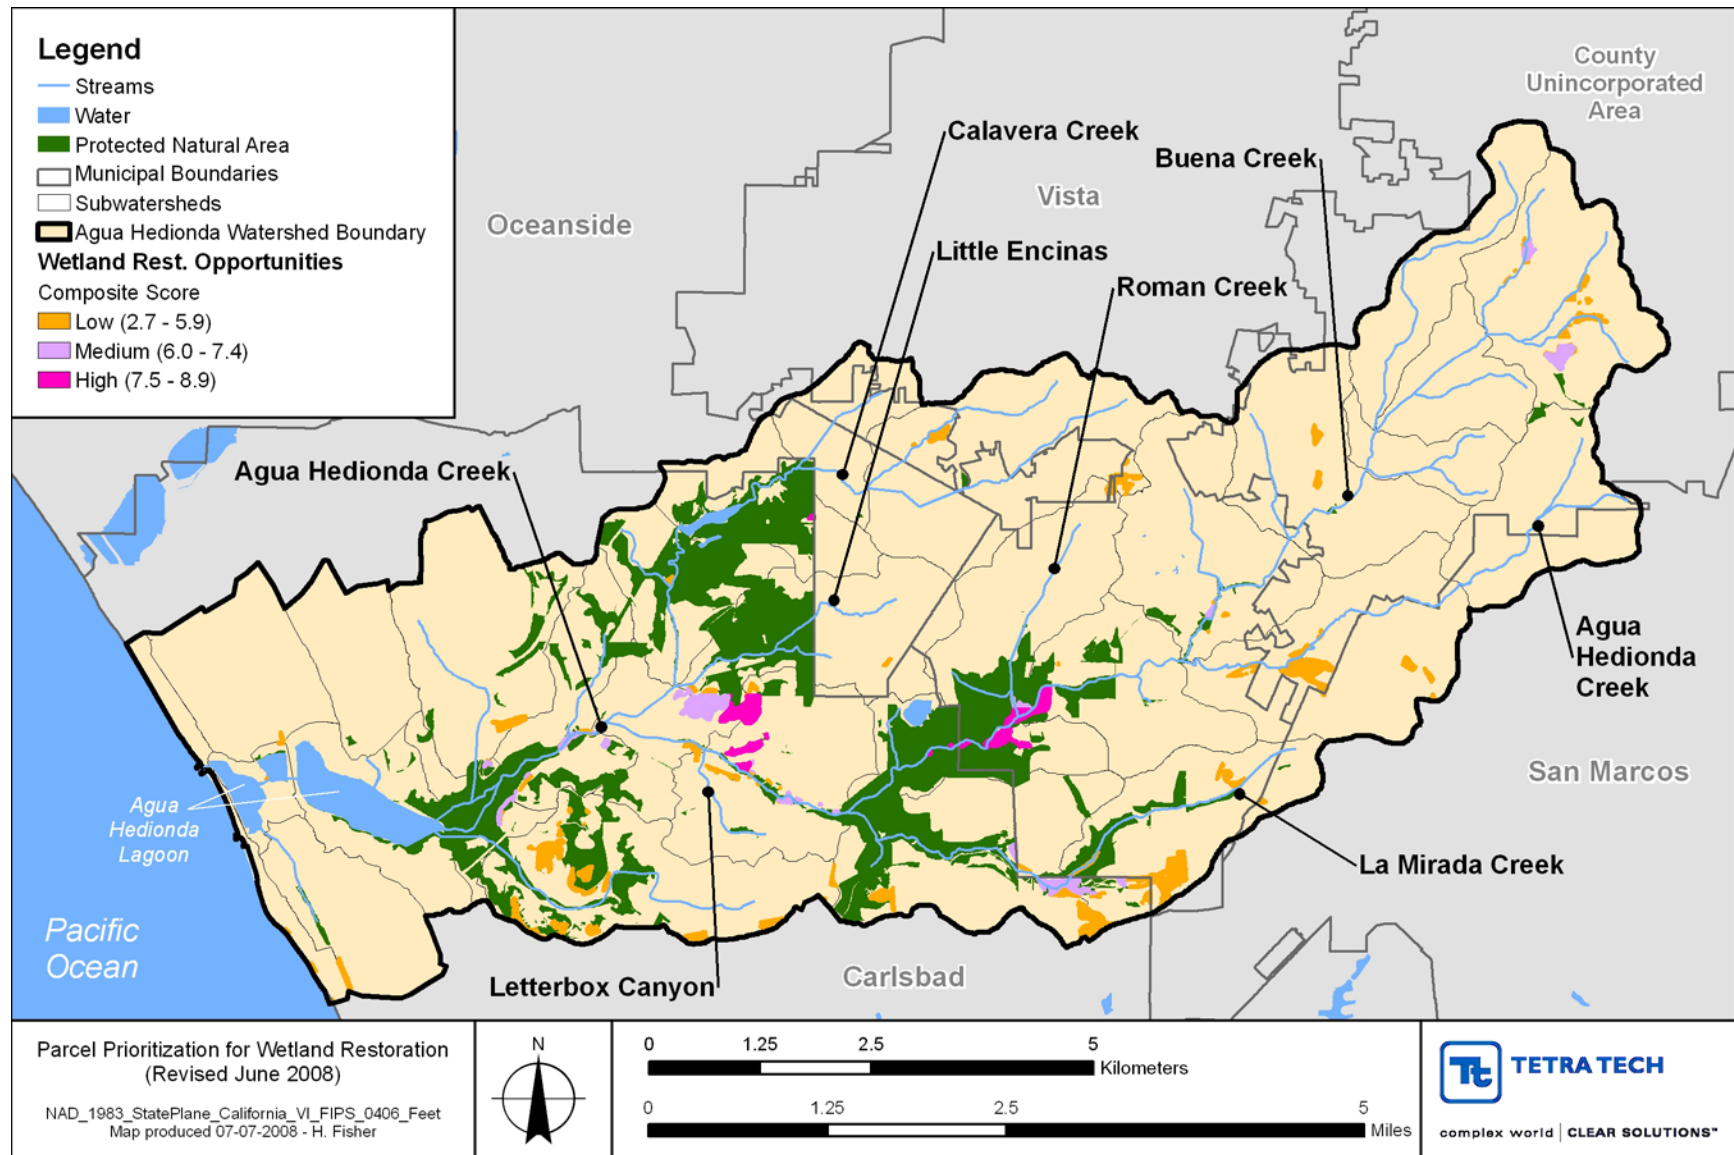 Legend
Streams
Water
Protected Natural Area
Municipal Boundaries
Subwatersheds
Agua Hedionda Watershed Boundary
Wetland Rest. Opportunities
Composite Score
Low (2.7 - 5.9)
Medium (6.0 - 7.4)
High (7.5 - 8.9)
County
Unincorporated
Area
Calavera Creek
Buena Creek
Vista
Oceanside
Little Encinas
Roman Creek
Agua Hedionda Creek
Agua
Hedionda
Creek
San Marcos
Agua
Hedionda
Lagoon
La Mirada Creek
Pacific
Ocean
Letterbox Canyon
Carlsbad
Parcel Prioritization for Wetland Restoration
(Revised June 2008)
NAD_1983_StatePlane_California_VI_FIPS_0406_Feet
Map produced 07-07-2008 - H. Fisher
N
0 1.25 2.5 5
Kilometers
0 1.25 2.5 5
Miles
Tt TETRA TECH
complex world | CLEAR SOLUTIONS™